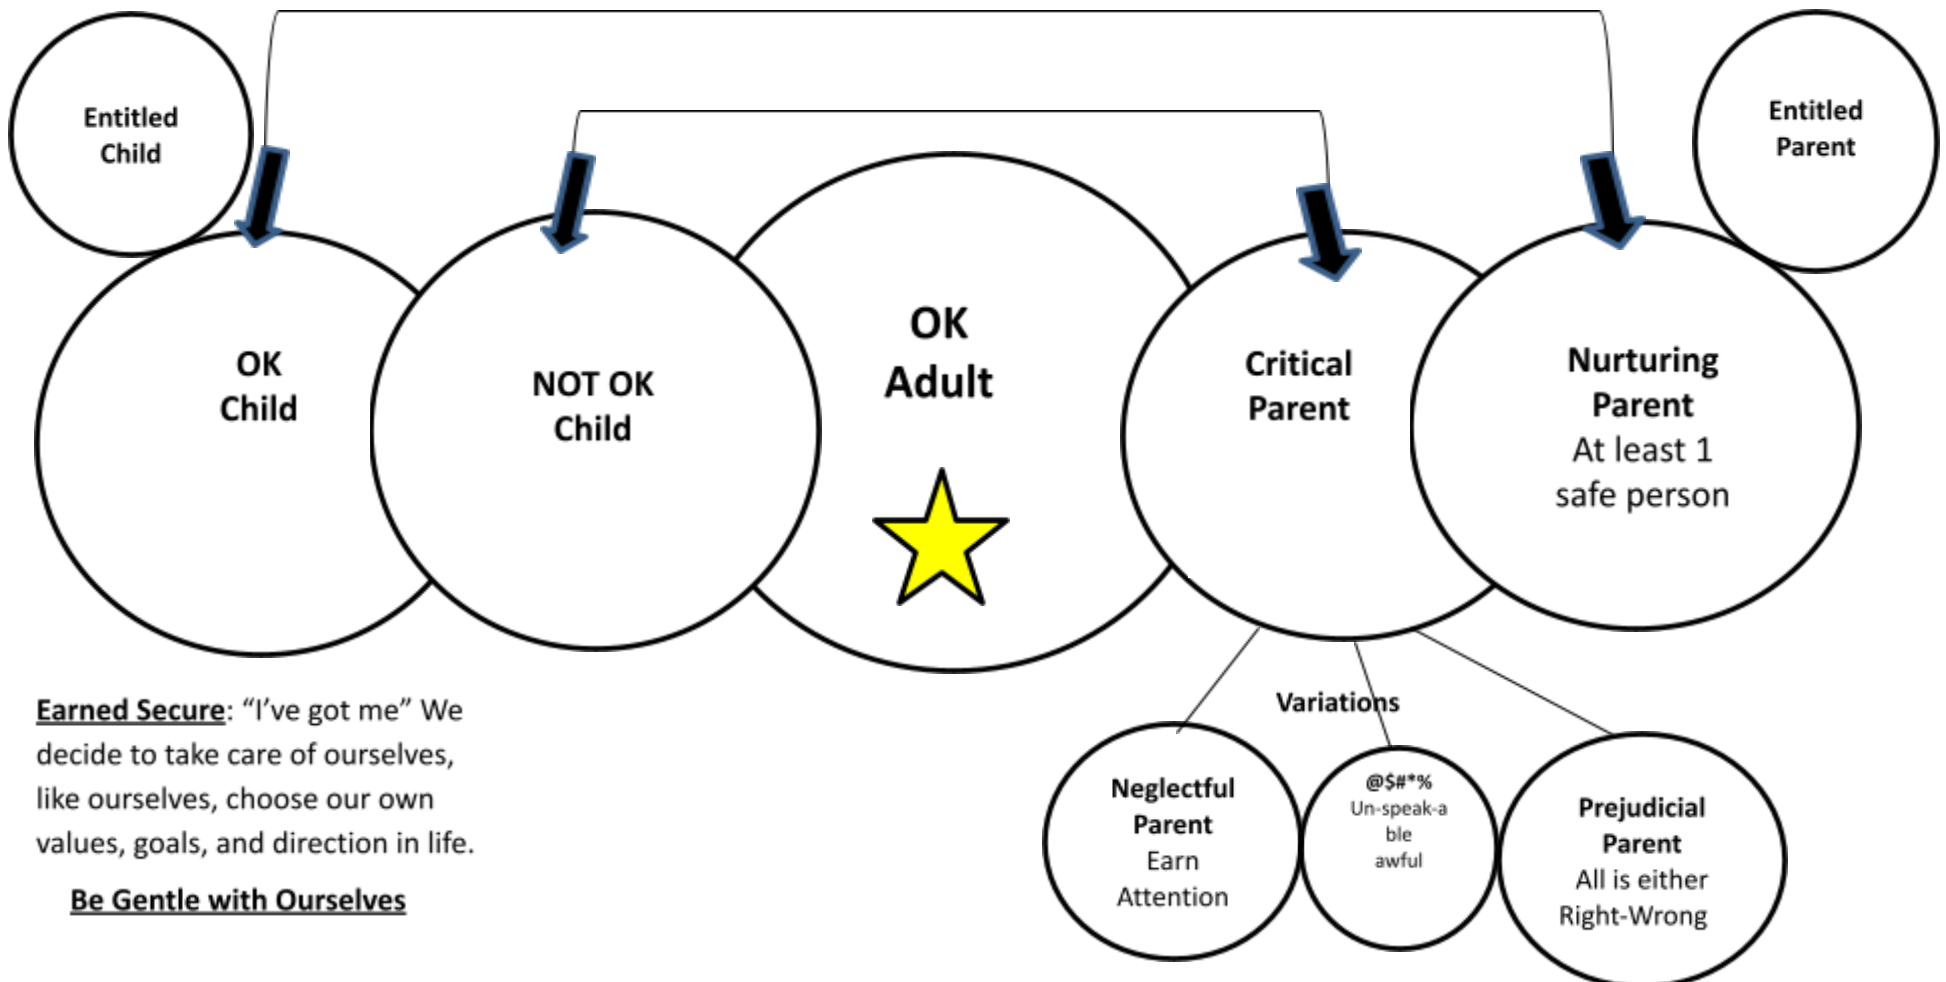 Entitled
Child
Entitled
Parent
OK
Child
NOT OK
Child
OK
Adult
Critical
Parent
Nurturing
Parent
At least 1
safe person
Earned Secure: “I’ve got me” We
decide to take care of ourselves,
like ourselves, choose our own
values, goals, and direction in life.
Be Gentle with Ourselves
Variations
Neglectful
Parent
Earn
Attention
@$#*%
Un-speak-a
ble
awful
Prejudicial
Parent
All is either
Right-Wrong